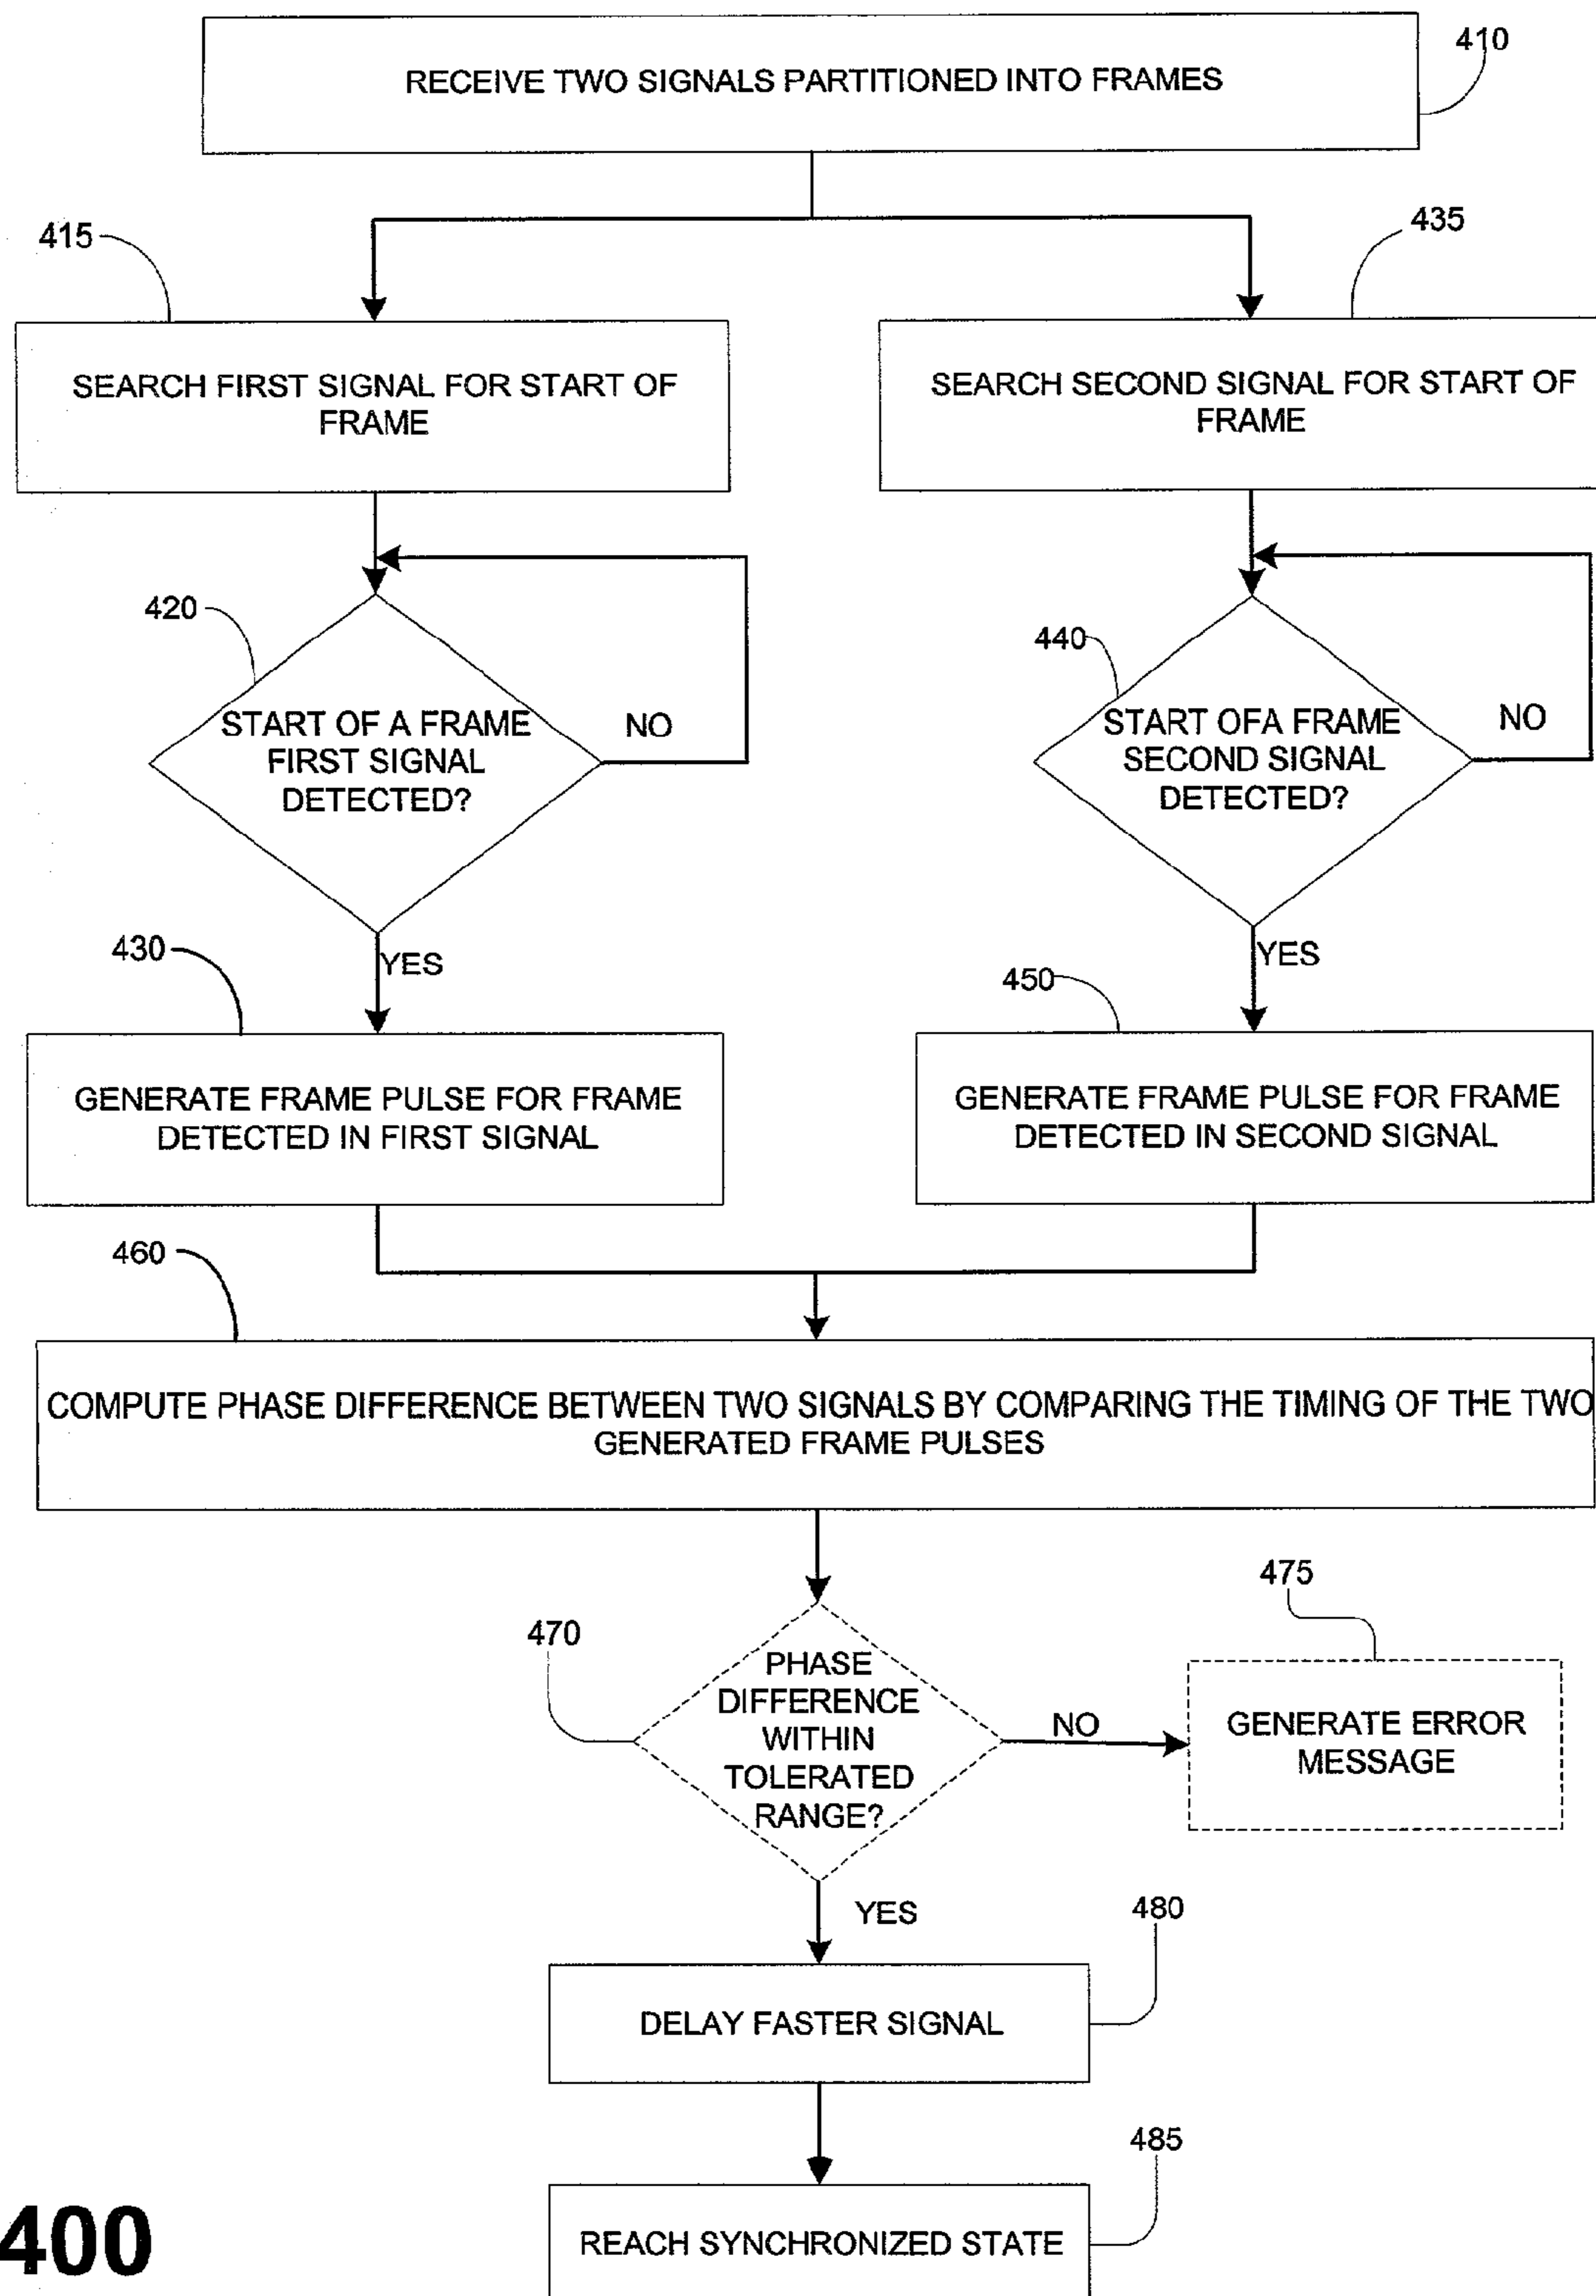 410
RECEIVE TWO SIGNALS PARTITIONED INTO FRAMES
415
435
SEARCH FIRST SIGNAL FOR START OF
FRAME
SEARCH SECOND SIGNAL FOR START OF
FRAME
420
440
START OF A FRAME
FIRST SIGNAL
DETECTED?
NO
START OFA FRAME
SECOND SIGNAL
DETECTED?
NO
430
YES
450
YES
GENERATE FRAME PULSE FOR FRAME
DETECTED IN FIRST SIGNAL
GENERATE FRAME PULSE FOR FRAME
DETECTED IN SECOND SIGNAL
460
COMPUTE PHASE DIFFERENCE BETWEEN TWO SIGNALS BY COMPARING THE TIMING OF THE TWO
GENERATED FRAME PULSES
470
475
PHASE
DIFFERENCE
WITHIN
TOLERATED
RANGE?
NO
GENERATE ERROR
MESSAGE
YES
480
DELAY FASTER SIGNAL
485
REACH SYNCHRONIZED STATE
400